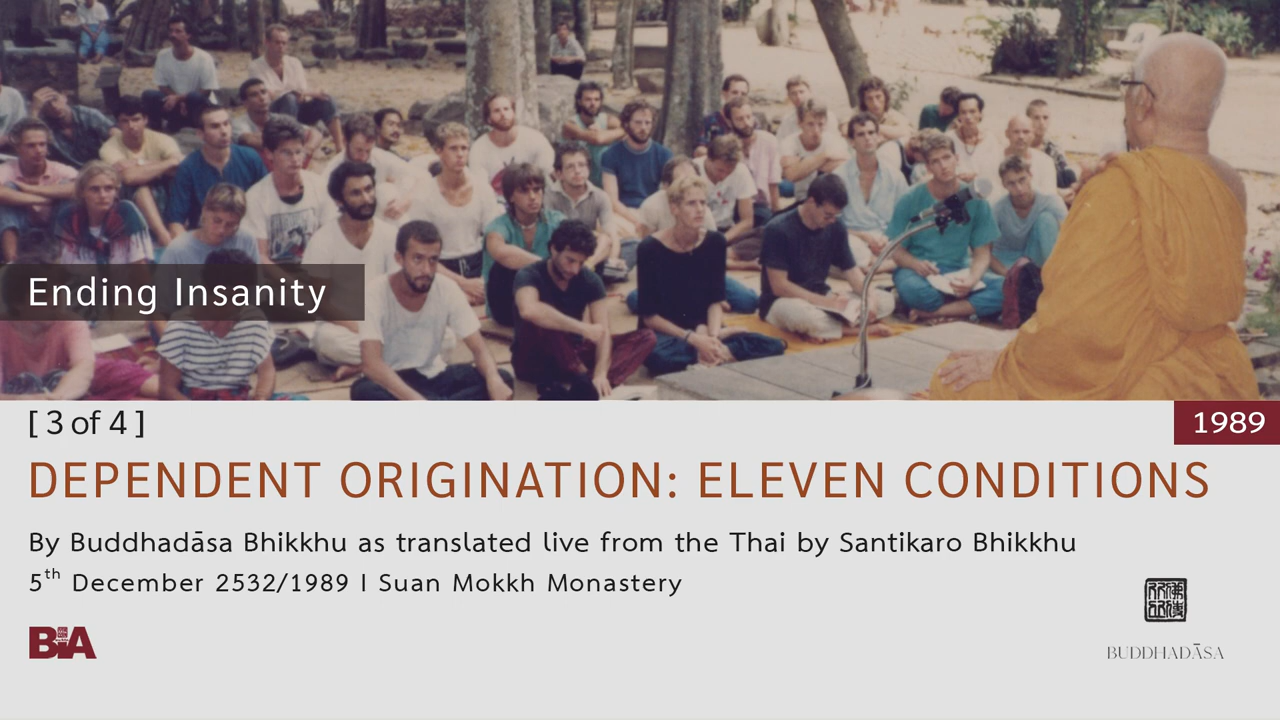 Ending Insanity
[ 3 of 4 ]
1989
DEPENDENT ORIGINATION: ELEVEN CONDITIONS
By Buddhadāsa Bhikkhu as translated live from the Thai by Santikaro Bhikkhu
5th December 2532/1989 I Suan Mokkh Monastery
BIA
BUDDHADĀSA